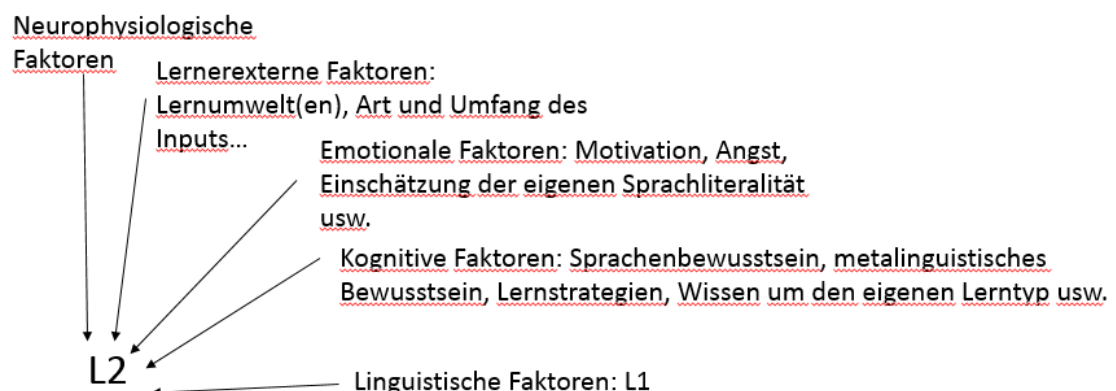 Neurophysiologische
Faktoren
Lernerexterne Faktoren:
Lernumwelt(en), Art und Umfang des
Inputs…
Emotionale Faktoren: Motivation, Angst,
Einschätzung der eigenen Sprachliteralität
usw.
Kognitive Faktoren: Sprachenbewusstsein, metalinguistisches
Bewusstsein, Lernstrategien, Wissen um den eigenen Lerntyp usw.
L2
Linguistische Faktoren: L1